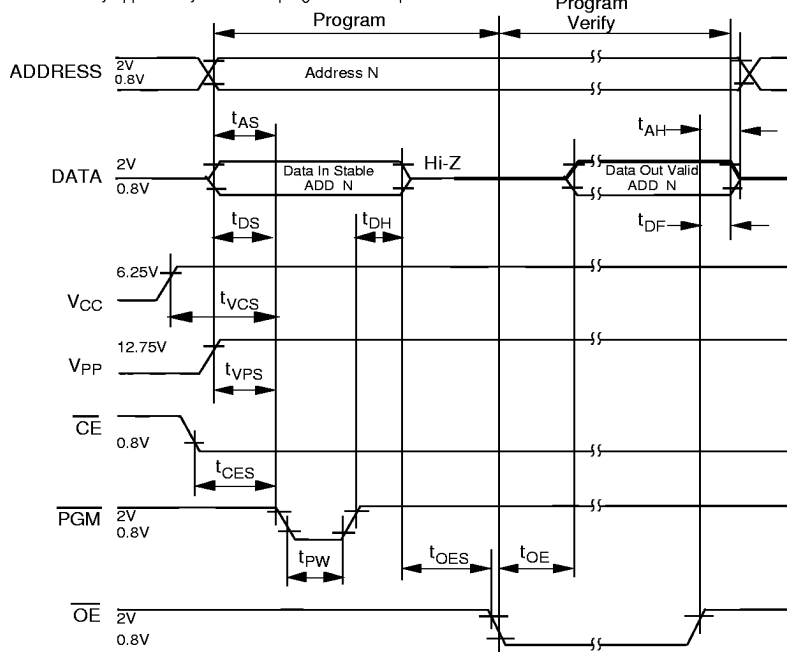 Program
Program
Verify
ADDRESS
2V
0.8V
Address N
tAS
tAH
DATA
2V
0.8V
Data In Stable
ADD N
Hi-Z
Data Out Valid
ADD N
tDS
tDH
tDF
VCC
6.25V
tVCS
VPP
12.75V
tVPS
CE
0.8V
tCES
PGM
2V
0.8V
tPW
tOES
tOE
OE
2V
0.8V